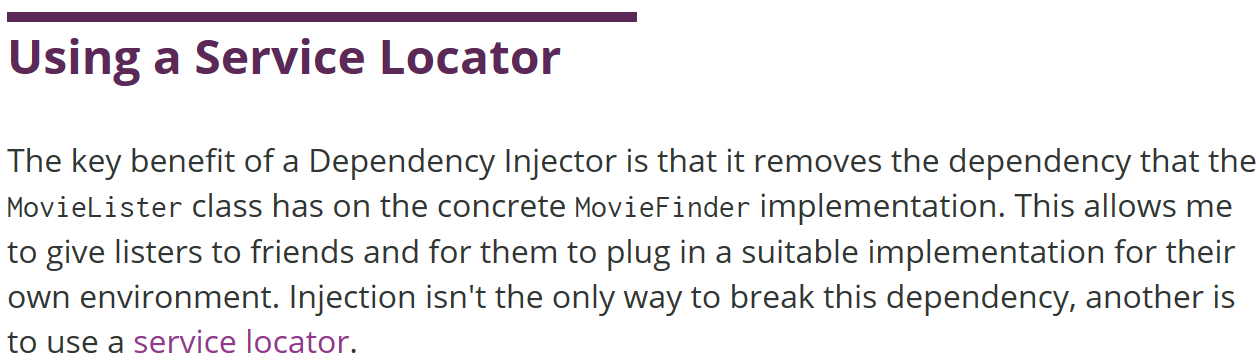 Using a Service Locator
The key benefit of a Dependency Injector is that it removes the dependency that the
MovieLister class has on the concrete MovieFinder implementation. This allows me
to give listers to friends and for them to plug in a suitable implementation for their
own environment. Injection isn't the only way to break this dependency, another is
to use a service locator.